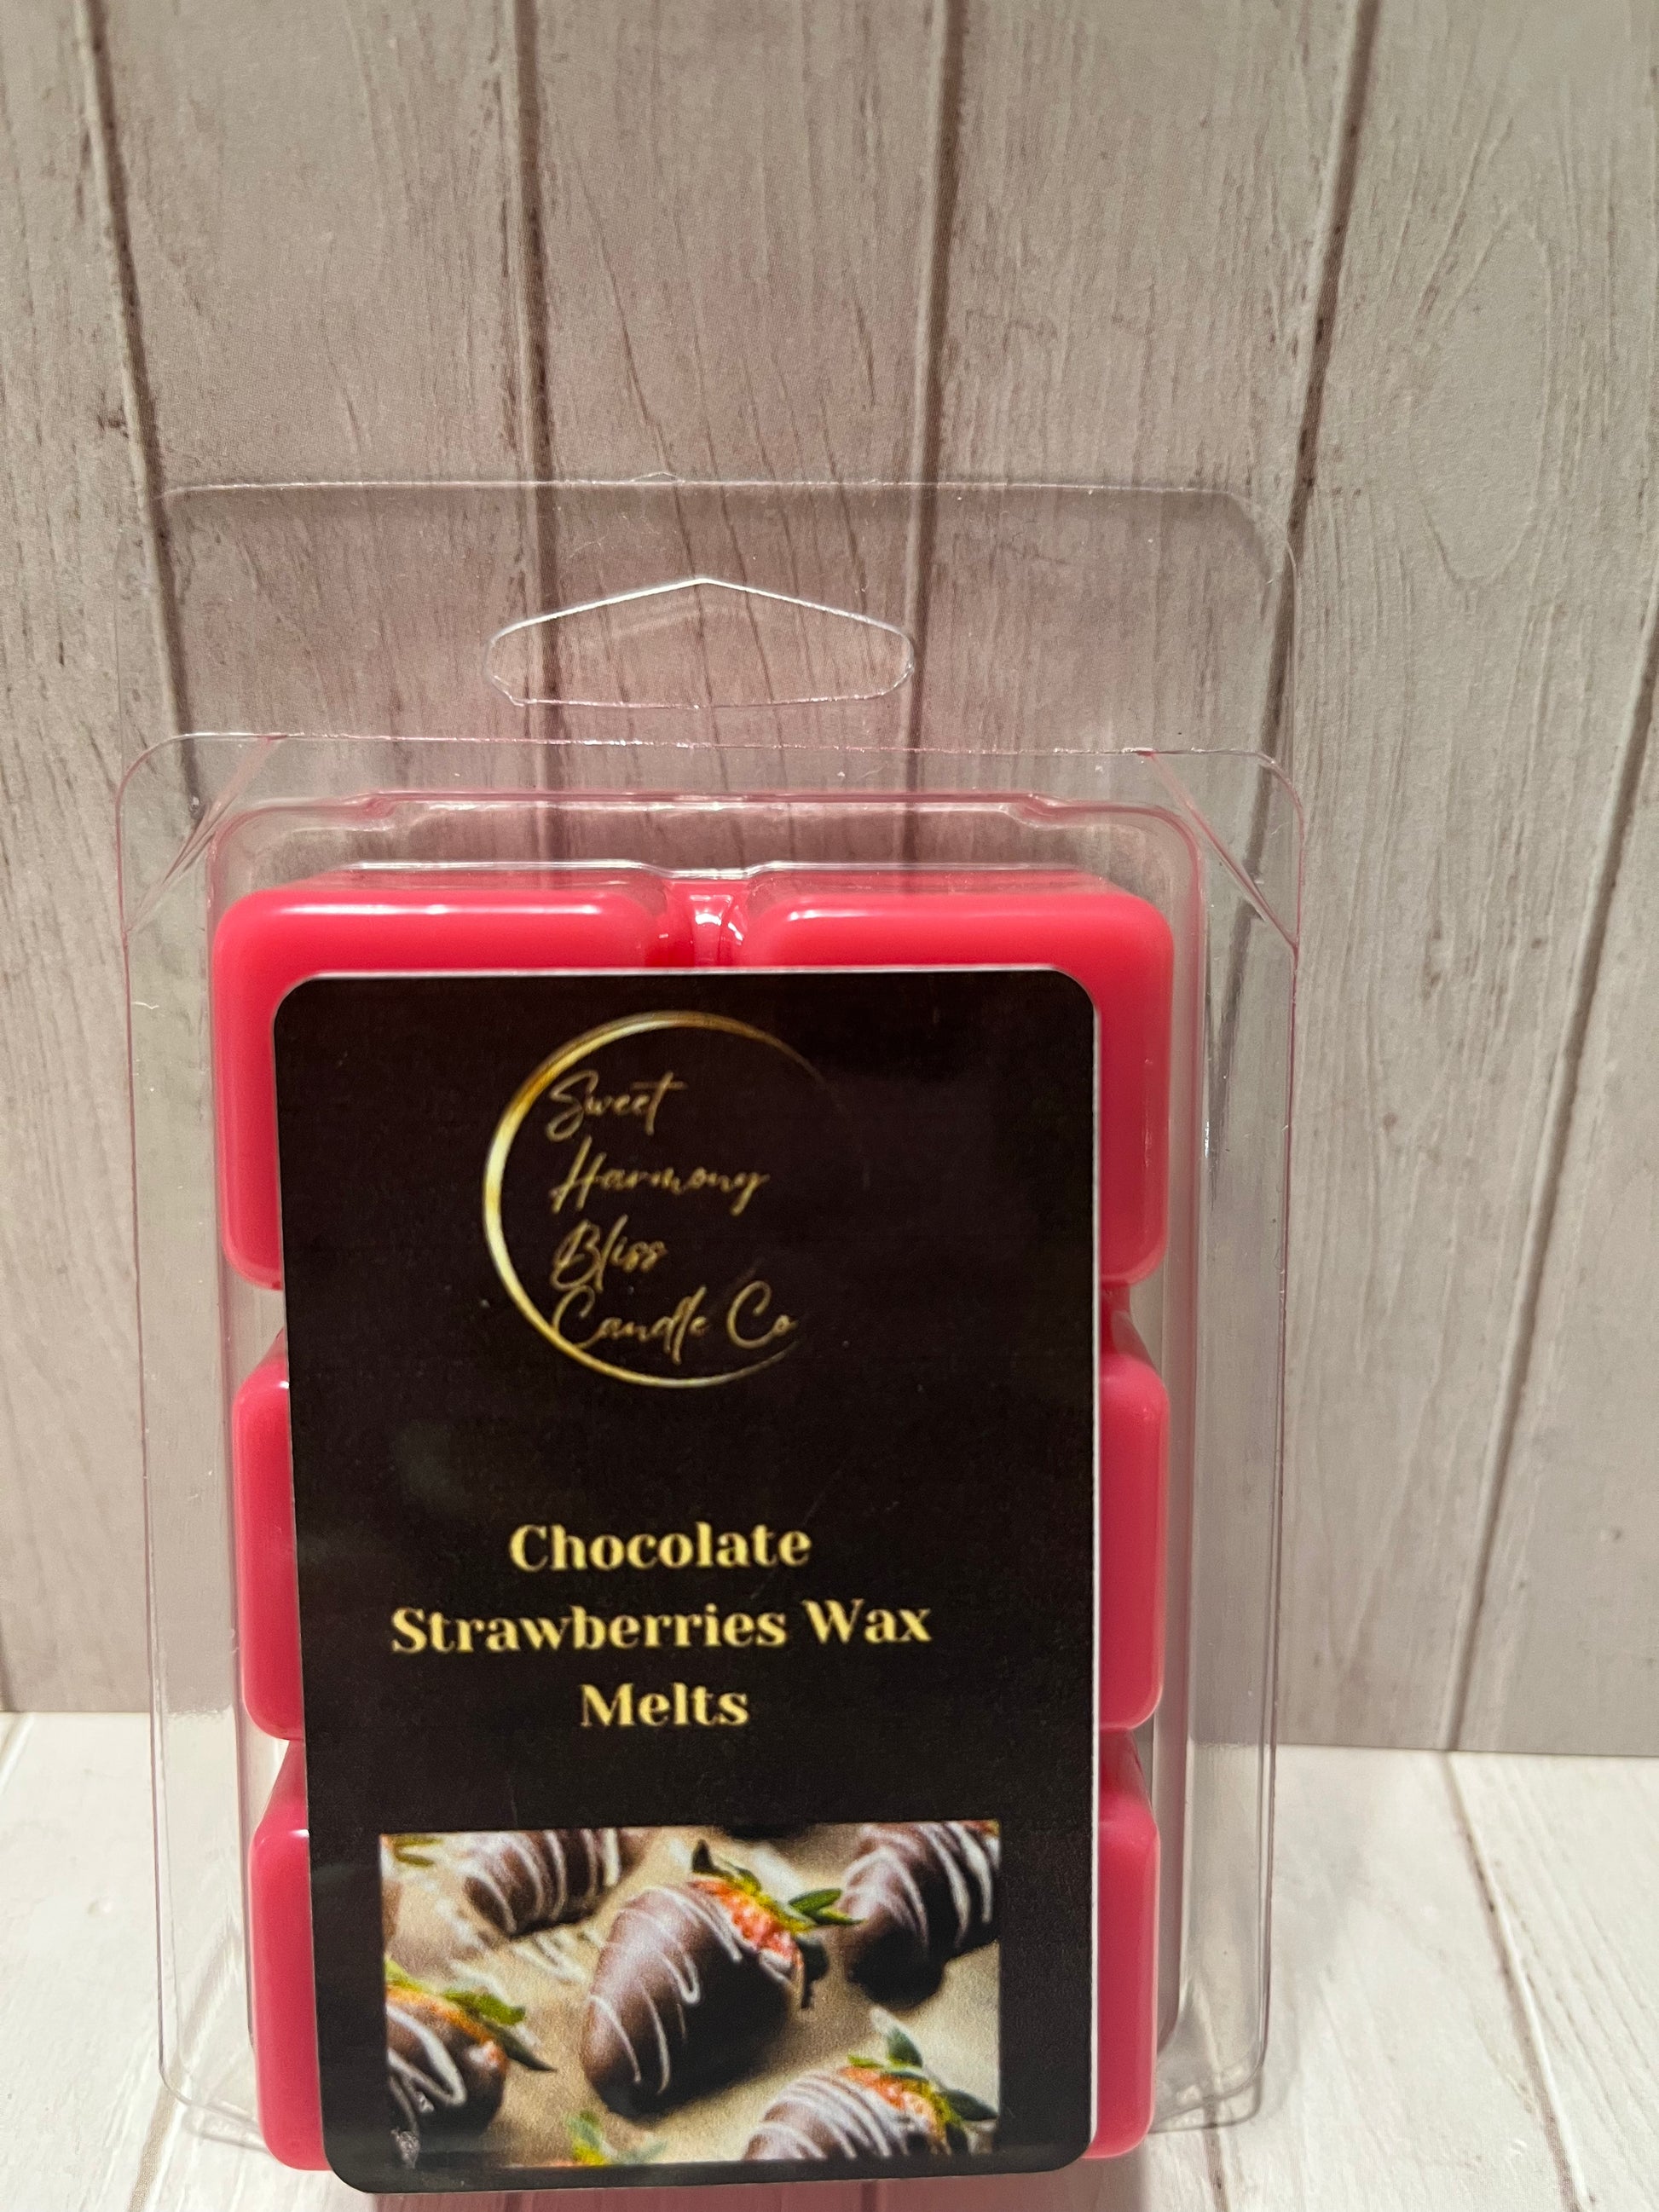 Sweet
Harmony
Bliss
Candle Co
Chocolate
Strawberries Wax
Melts